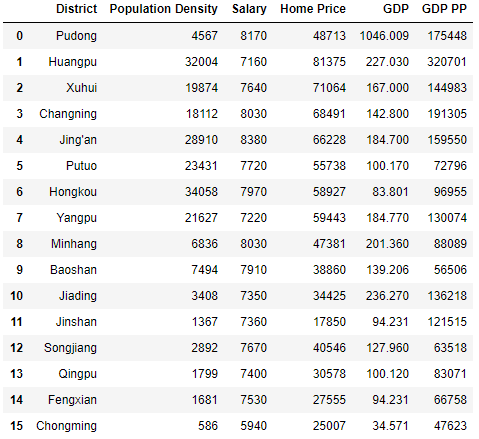 District Population Density Salary Home Price GDP GDP PP
0 Pudong 4567 8170 48713 1046.009 175448
1 Huangpu 32004 7160 81375 227.030 320701
2 Xuhui 19874 7640 71064 167.000 144983
3 Changning 18112 8030 68491 142.800 191305
4 Jing'an 28910 8380 66228 184.700 159550
5 Putuo 23431 7720 55738 100.170 72796
6 Hongkou 34058 7970 58927 83.801 96955
7 Yangpu 21627 7220 59443 184.770 130074
8 Minhang 6836 8030 47381 201.360 88089
9 Baoshan 7494 7910 38860 139.206 56506
10 Jiading 3408 7350 34425 236.270 136218
11 Jinshan 1367 7360 17850 94.231 121515
12 Songjiang 2892 7670 40546 127.960 63518
13 Qingpu 1799 7400 30578 100.120 83071
14 Fengxian 1681 7530 27555 94.231 66758
15 Chongming 586 5940 25007 34.571 47623